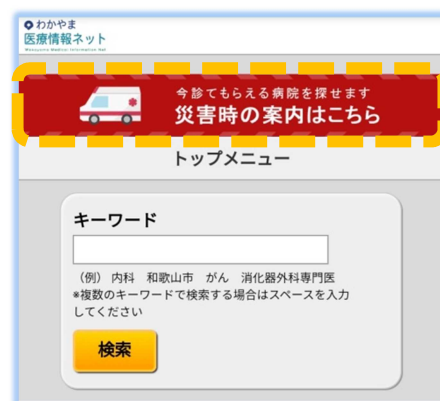 わかやま
医療情報ネット
Wakayama Medical Information Net
今診てもらえる病院を探せます
災害時の案内はこちら
トップメニュー
キーワード
（例） 内科　和歌山市　がん　消化器外科専門医
※複数のキーワードで検索する場合はスペースを入力
してください
検索